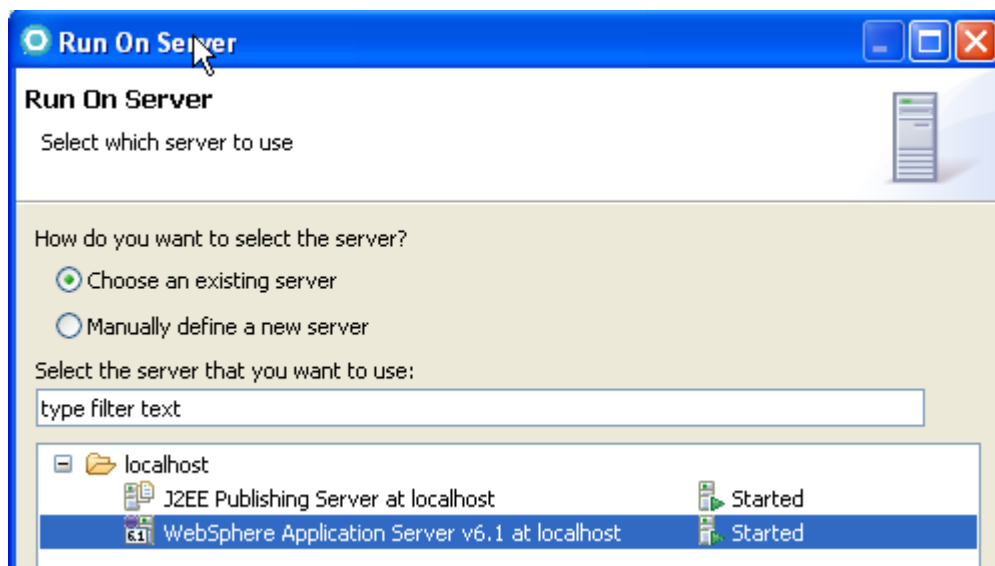 Run On Server
Run On Server
Select which server to use
How do you want to select the server?
Choose an existing server
Manually define a new server
Select the server that you want to use:
type filter text
localhost
J2EE Publishing Server at localhost Started
6.1 WebSphere Application Server v6.1 at localhost Started